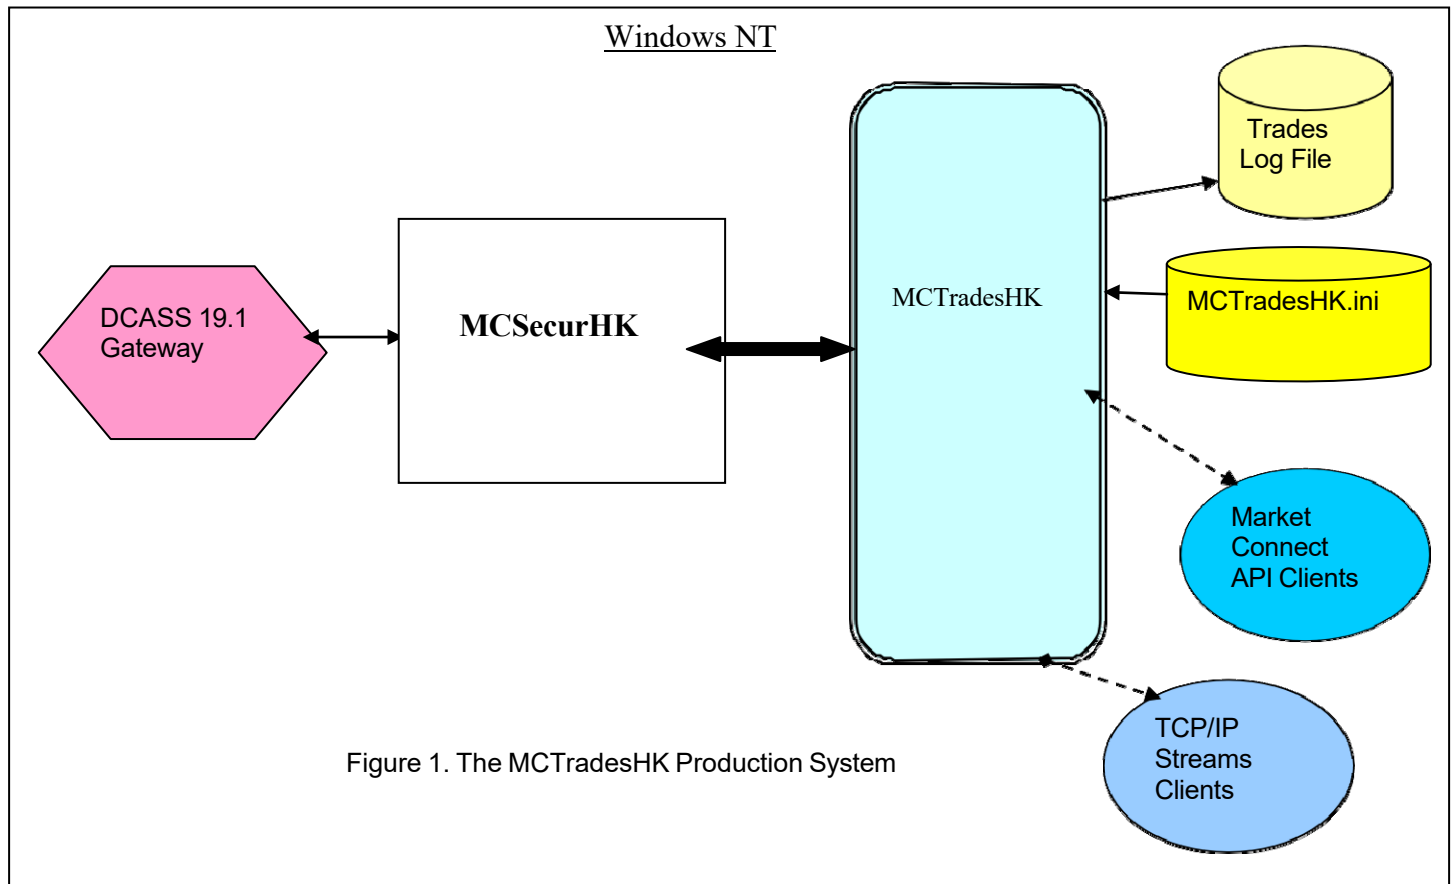 Windows NT
Trades
Log File
DCASS 19.1
Gateway
MCSecurHK
MCTradesHK
MCTradesHK.ini
Market
Connect
API Clients
TCP/IP
Streams
Clients
Figure 1. The MCTradesHK Production System